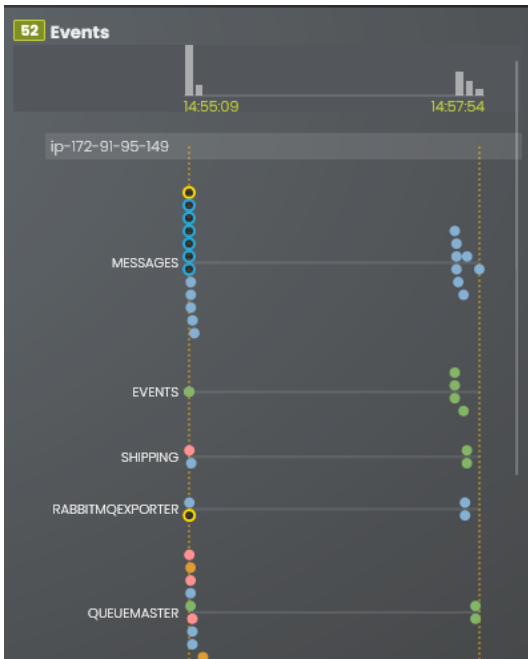 52 Events
14:55:09 14:57:54
ip-172-91-95-149
MESSAGES
EVENTS
SHIPPING
RABBITMQEXPORTER
QUEUEMASTER